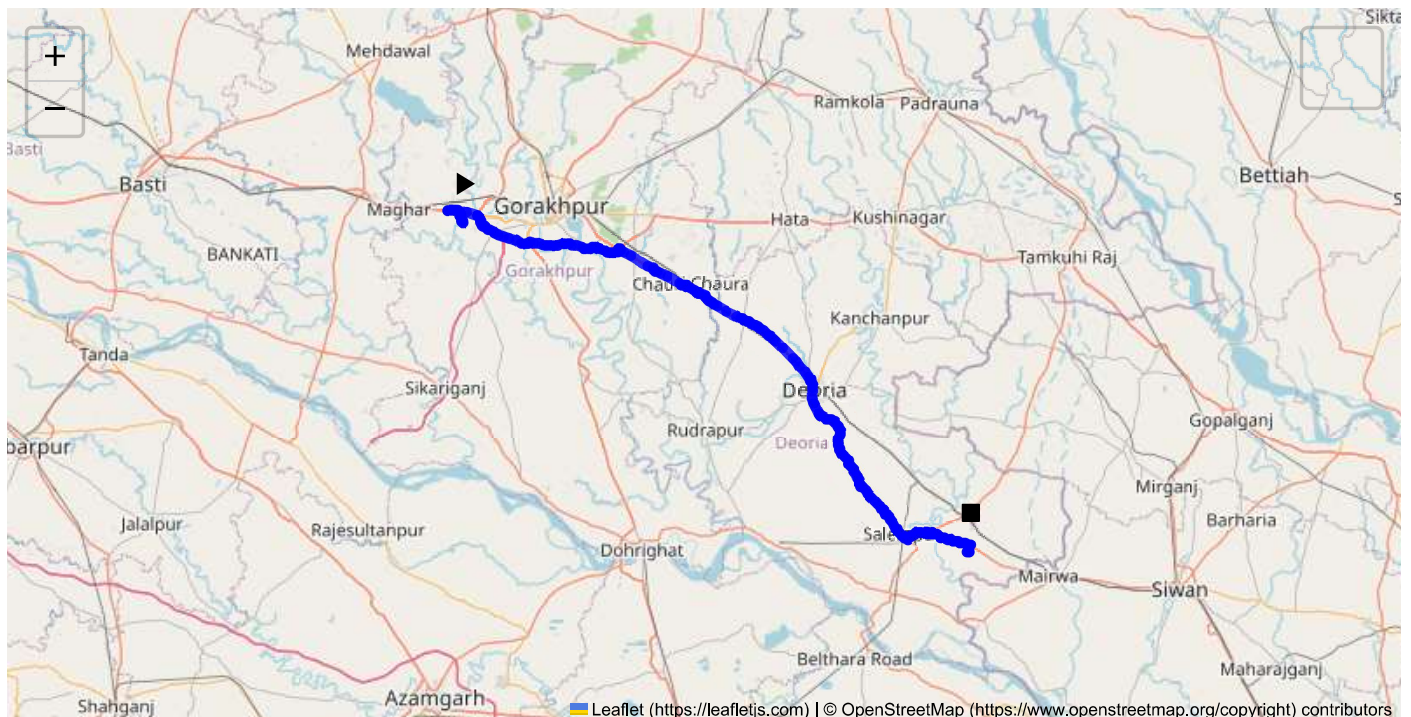 Sikta
Mehdawal
+
Ramkola
Padrauna
Basti
−
Bettiah
Basti
Maghar
Gorakhpur
Hata
Kushinagar
BANKATI
Tamkuhi Raj
Gorakhpur
Chauri Chaura
Kanchanpur
Tanda
Sikariganj
Deoria
Gopalganj
Rudrapur
Deoria
barpur
Mirganj
Jalalpur
Rajesultanpur
Barharia
Dohrighat
Mairwa
Siwan
Belthara Road
Maharajganj
Azamgarh
Shahganj
Leaflet (https://leafletjs.com) | © OpenStreetMap (https://www.openstreetmap.org/copyright) contributors